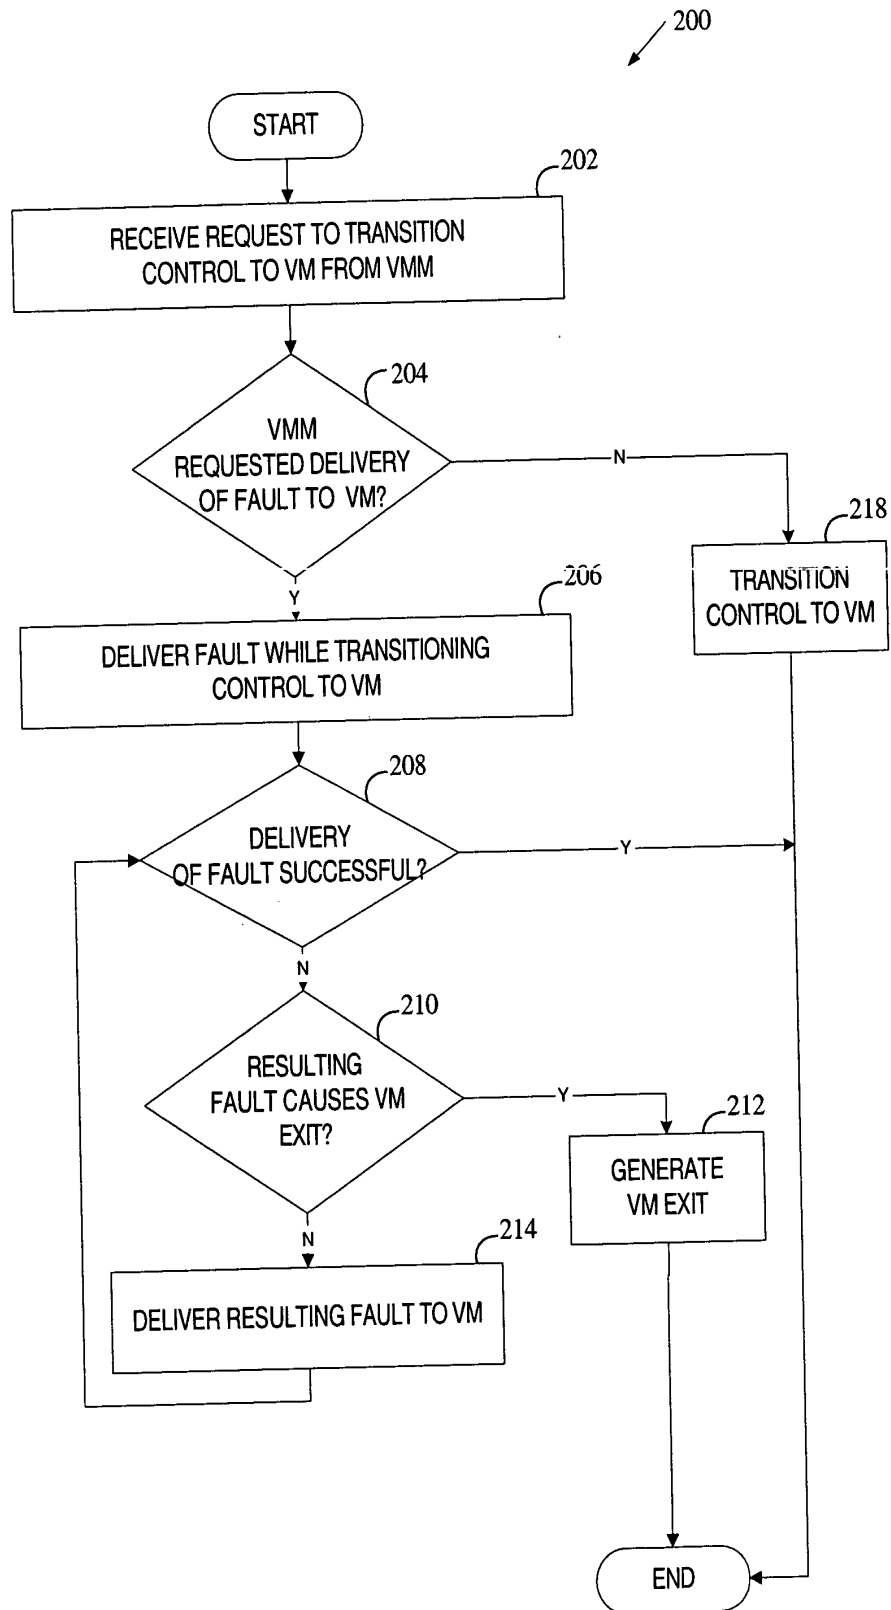 200
START
202
RECEIVE REQUEST TO TRANSITION
CONTROL TO VM FROM VMM
204
VMM
REQUESTED DELIVERY
OF FAULT TO VM?
N
218
TRANSITION
CONTROL TO VM
Y
206
DELIVER FAULT WHILE TRANSITIONING
CONTROL TO VM
208
DELIVERY
OF FAULT SUCCESSFUL?
Y
N
210
RESULTING
FAULT CAUSES VM
EXIT?
Y
212
GENERATE
VM EXIT
N
214
DELIVER RESULTING FAULT TO VM
END